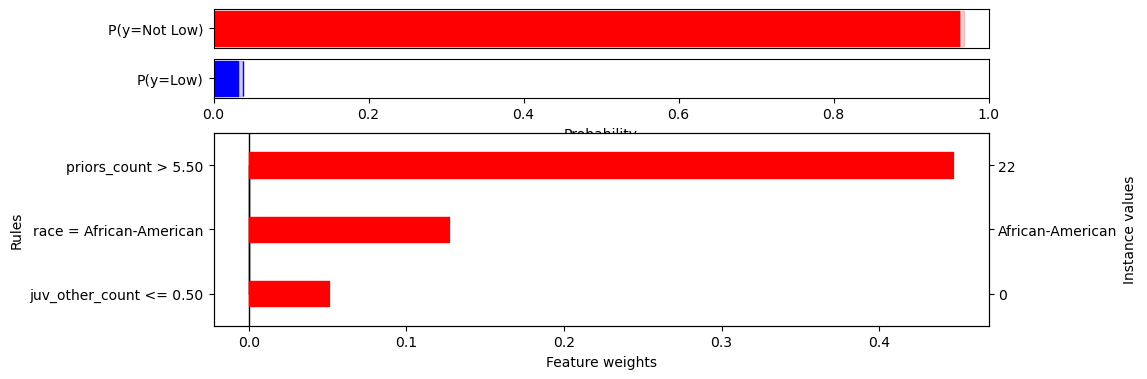 P(y=Not Low)
P(y=Low)
0.0 0.2 0.4 0.6 0.8 1.0
Probability
priors_count > 5.50 22
race = African-American African-American
juv_other_count <= 0.50 0
Rules
Instance values
0.0 0.1 0.2 0.3 0.4
Feature weights